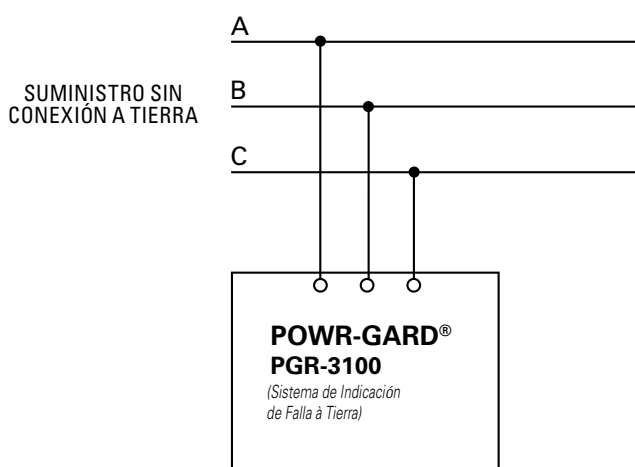 A
SUMINISTRO SIN
CONEXIÓN A TIERRA
B
C
POWR-GARD®
PGR-3100
(Sistema de Indicación
de Falla à Tierra)